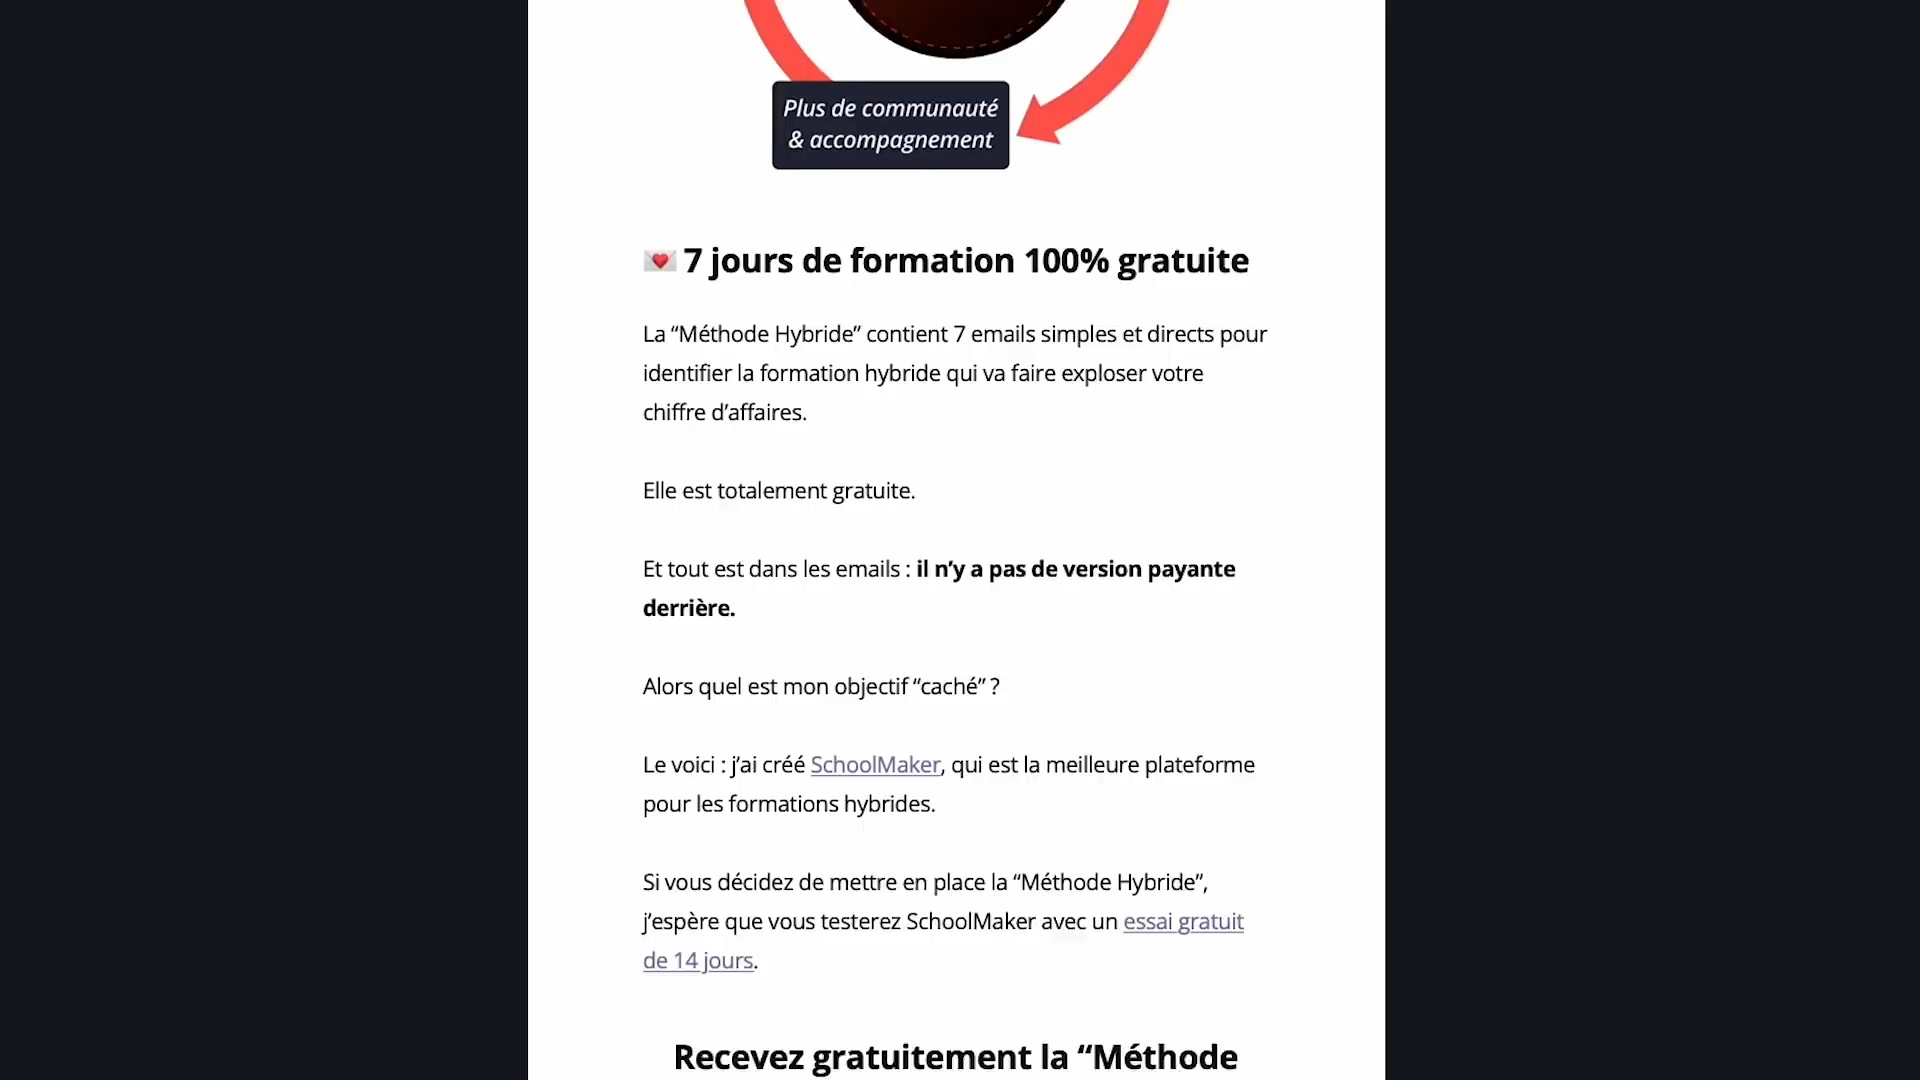 Plus de communauté
& accompagnement
7 jours de formation 100% gratuite
La “Méthode Hybride” contient 7 emails simples et directs pour
identifier la formation hybride qui va faire exploser votre
chiffre d’affaires.
Elle est totalement gratuite.
Et tout est dans les emails : il n’y a pas de version payante
derrière.
Alors quel est mon objectif “caché” ?
Le voici : j’ai créé SchoolMaker, qui est la meilleure plateforme
pour les formations hybrides.
Si vous décidez de mettre en place la “Méthode Hybride”,
j’espère que vous testerez SchoolMaker avec un essai gratuit
de 14 jours.
Recevez gratuitement la “Méthode